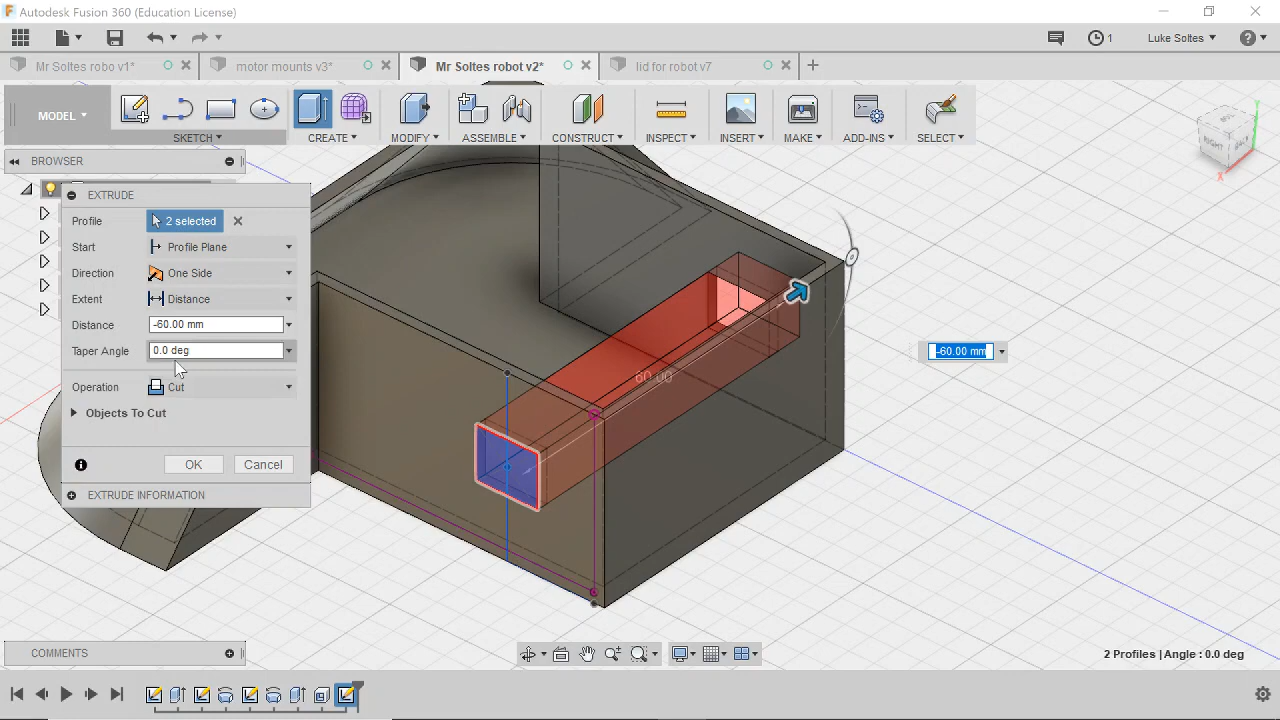 Autodesk Fusion 360 (Education License)
1
Luke Soltes
Mr Soltes robo v1*
motor mounts v3*
Mr Soltes robot v2*
lid for robot v7
MODEL
SKETCH
CREATE
MODIFY
ASSEMBLE
CONSTRUCT
INSPECT
INSERT
MAKE
ADD-INS
SELECT
RIGHT
BACK
BROWSER
EXTRUDE
Profile 2 selected
Start Profile Plane
Direction One Side
Extent Distance
Distance -60.00 mm
Taper Angle 0.0 deg
Operation Cut
Objects To Cut
OK Cancel
EXTRUDE INFORMATION
-60.00 mm
60.00
COMMENTS
2 Profiles | Angle : 0.0 deg